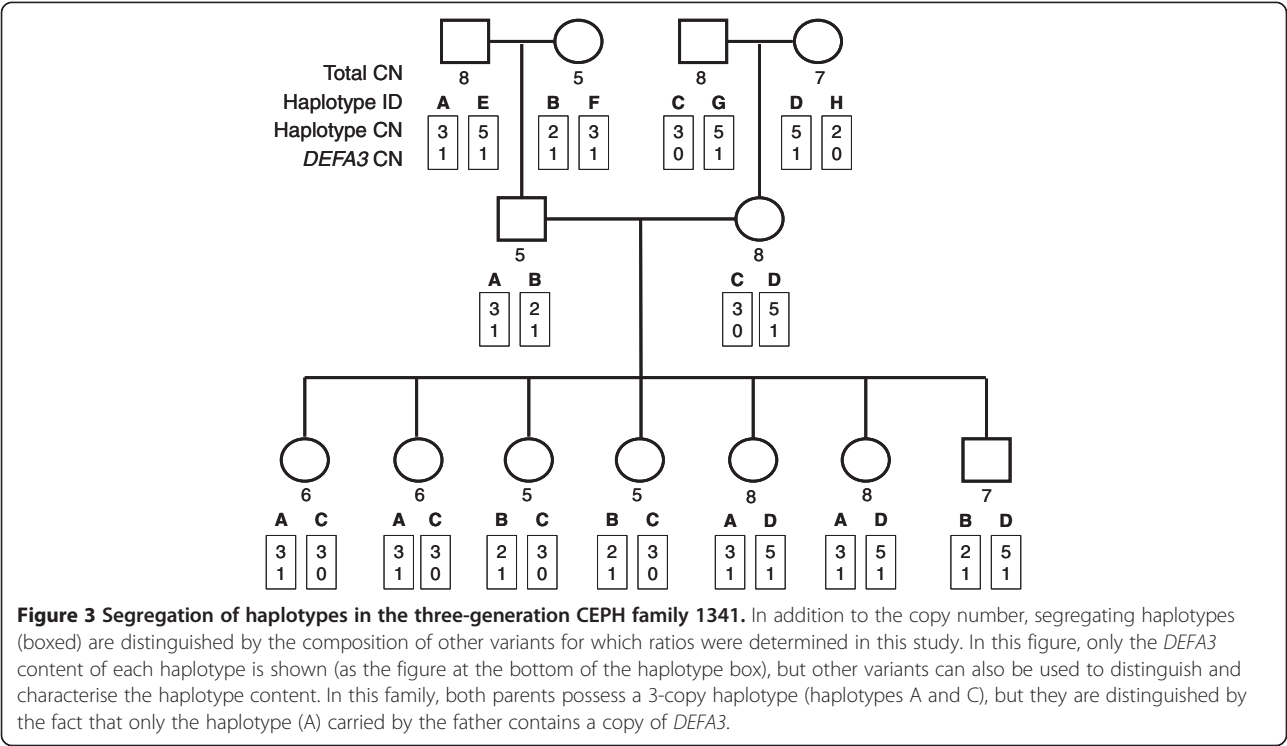 Total CN 8 5 8 7
Haplotype ID A E B F C G D H
Haplotype CN 3 5 2 3 3 5 5 2
DEFA3 CN 1 1 1 1 0 1 1 0
5 8
A B C D
3 2 3 5
1 1 0 1
6 6 5 5 8 8 7
A C A C B C B C A D A D B D
3 3 3 3 2 3 2 3 3 5 3 5 2 5
1 0 1 0 1 0 1 0 1 1 1 1 1 1
Figure 3 Segregation of haplotypes in the three-generation CEPH family 1341. In addition to the copy number, segregating haplotypes
(boxed) are distinguished by the composition of other variants for which ratios were determined in this study. In this figure, only the DEFA3
content of each haplotype is shown (as the figure at the bottom of the haplotype box), but other variants can also be used to distinguish and
characterise the haplotype content. In this family, both parents possess a 3-copy haplotype (haplotypes A and C), but they are distinguished by
the fact that only the haplotype (A) carried by the father contains a copy of DEFA3.